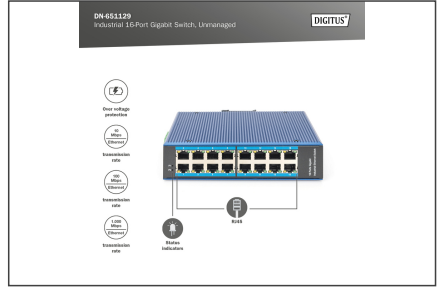 DN-651129
Industrial 16-Port Gigabit Switch, Unmanaged
DIGITUS®
Over voltage
protection
10
Mbps
Ethernet
transmission
rate
100
Mbps
Ethernet
transmission
rate
1.000
Mbps
Ethernet
transmission
rate
Status
indicators
RJ45